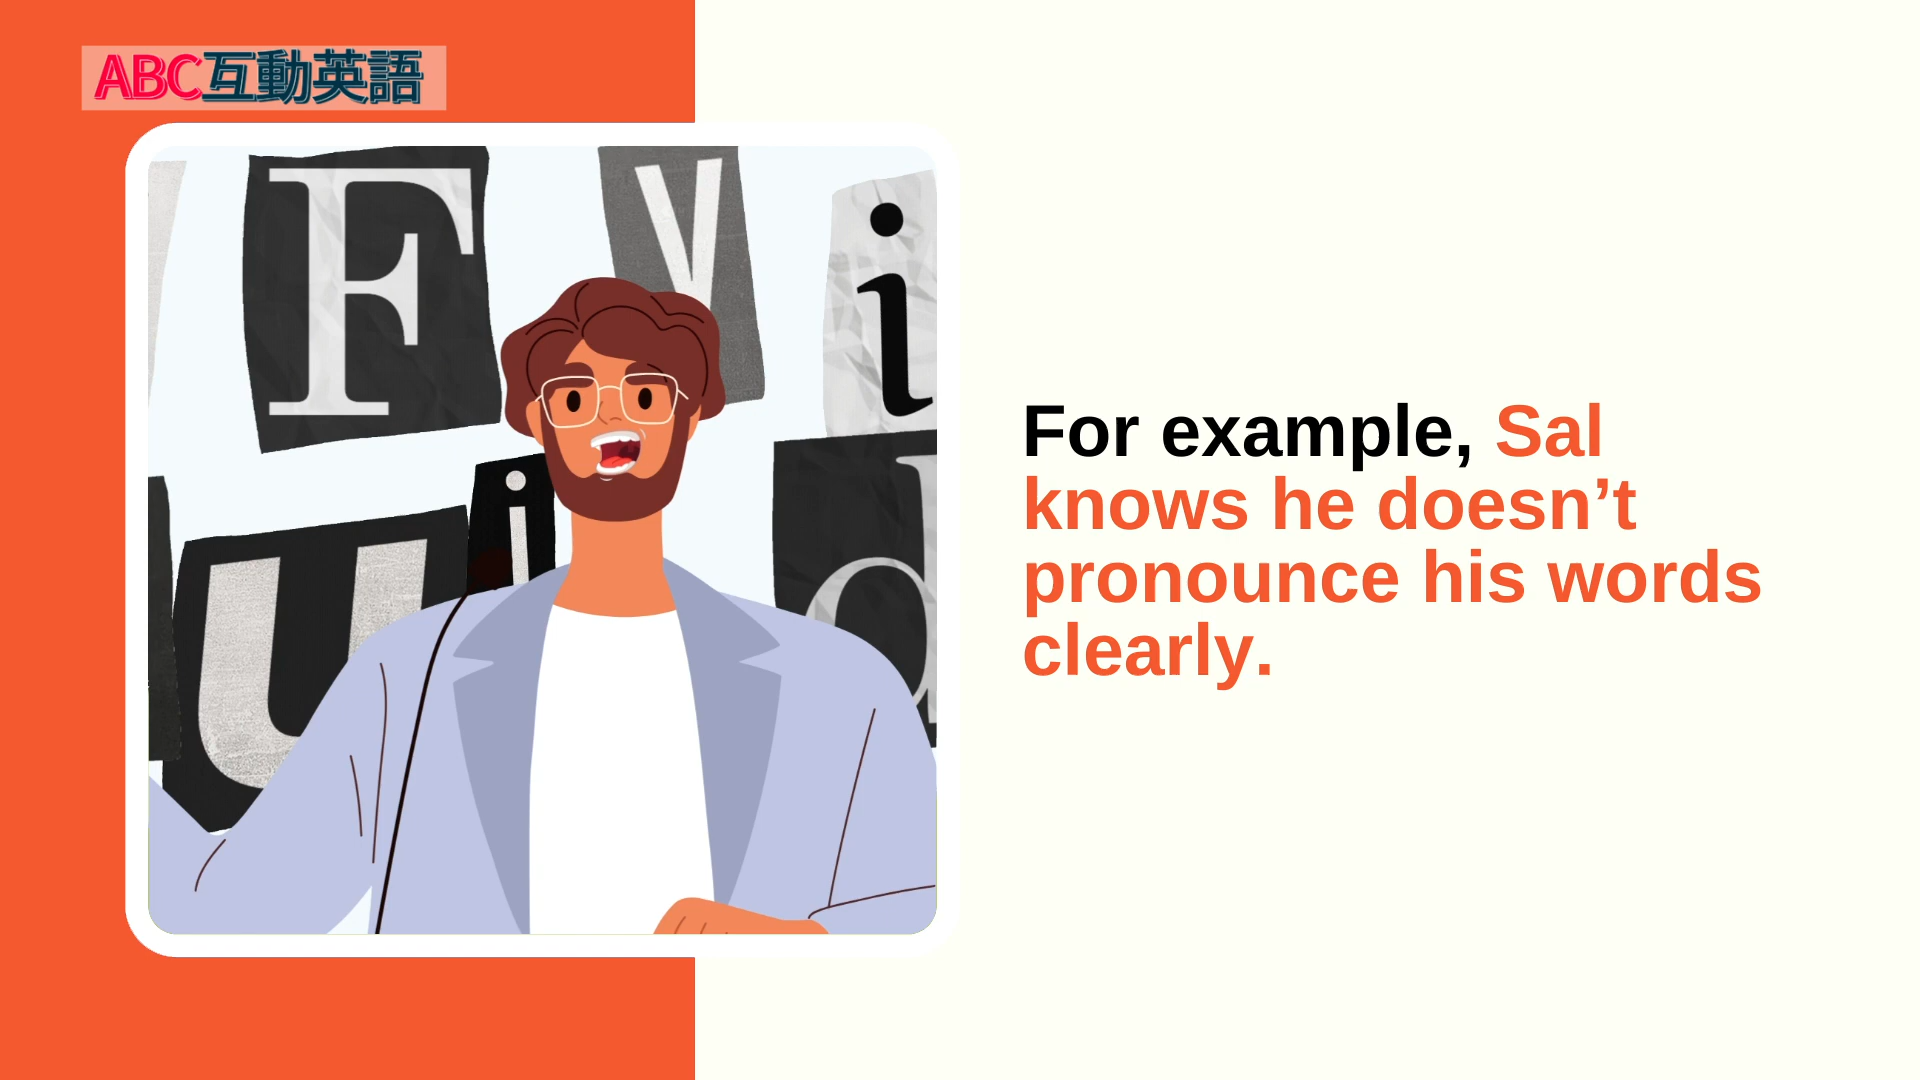 ABC互動英語
F y i
u i d
For example, Sal
knows he doesn’t
pronounce his words
clearly.